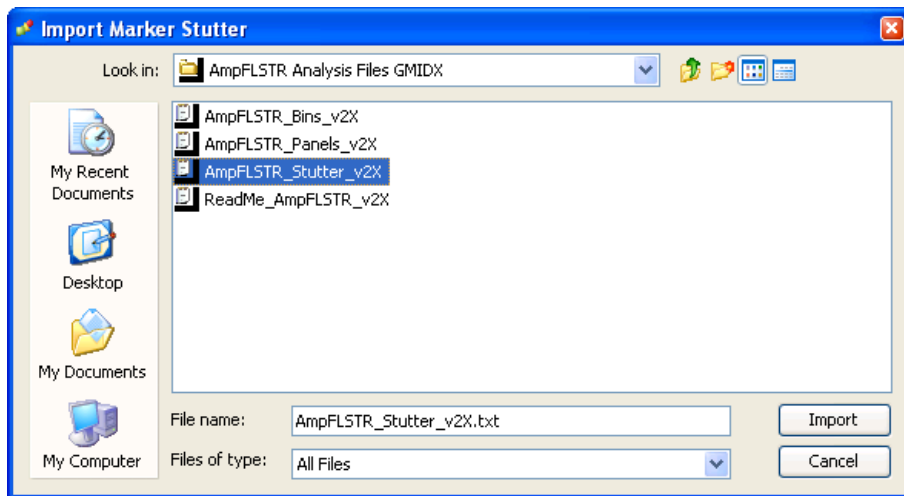 Import Marker Stutter
Look in:
AmpFLSTR Analysis Files GMIDX
My Recent
Documents
Desktop
My Documents
My Computer
AmpFLSTR_Bins_v2X
AmpFLSTR_Panels_v2X
AmpFLSTR_Stutter_v2X
ReadMe_AmpFLSTR_v2X
File name:
AmpFLSTR_Stutter_v2X.txt
Import
Files of type:
All Files
Cancel